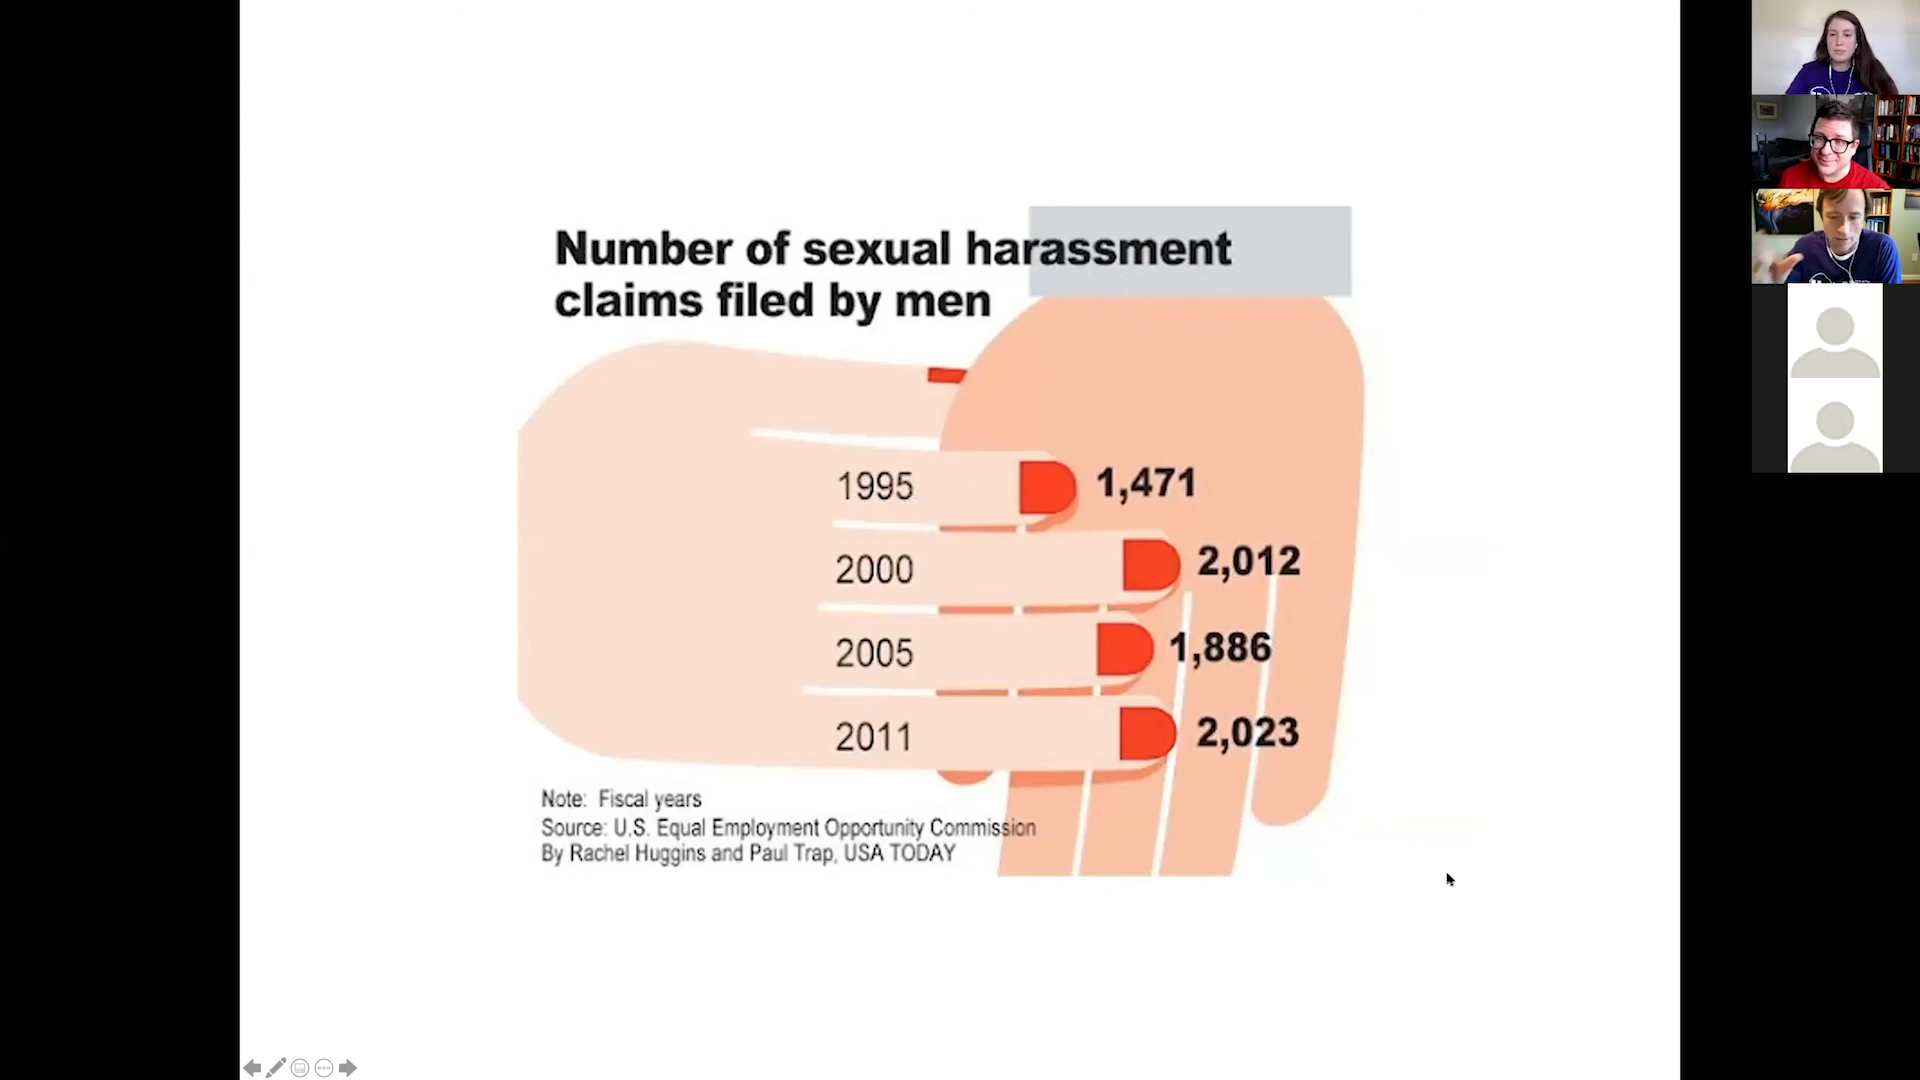 Number of sexual harassment
claims filed by men
1995 1,471
2000 2,012
2005 1,886
2011 2,023
Note: Fiscal years
Source: U.S. Equal Employment Opportunity Commission
By Rachel Huggins and Paul Trap, USA TODAY